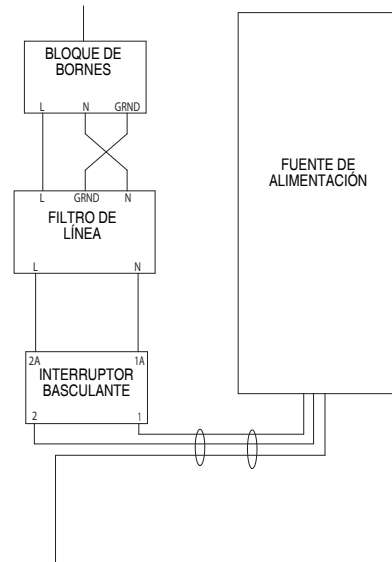 BLOQUE DE
BORNES
L N GRND
L GRND N
FILTRO DE
LÍNEA
L N
2A 1A
INTERRUPTOR
BASCULANTE
2 1
FUENTE DE
ALIMENTACIÓN